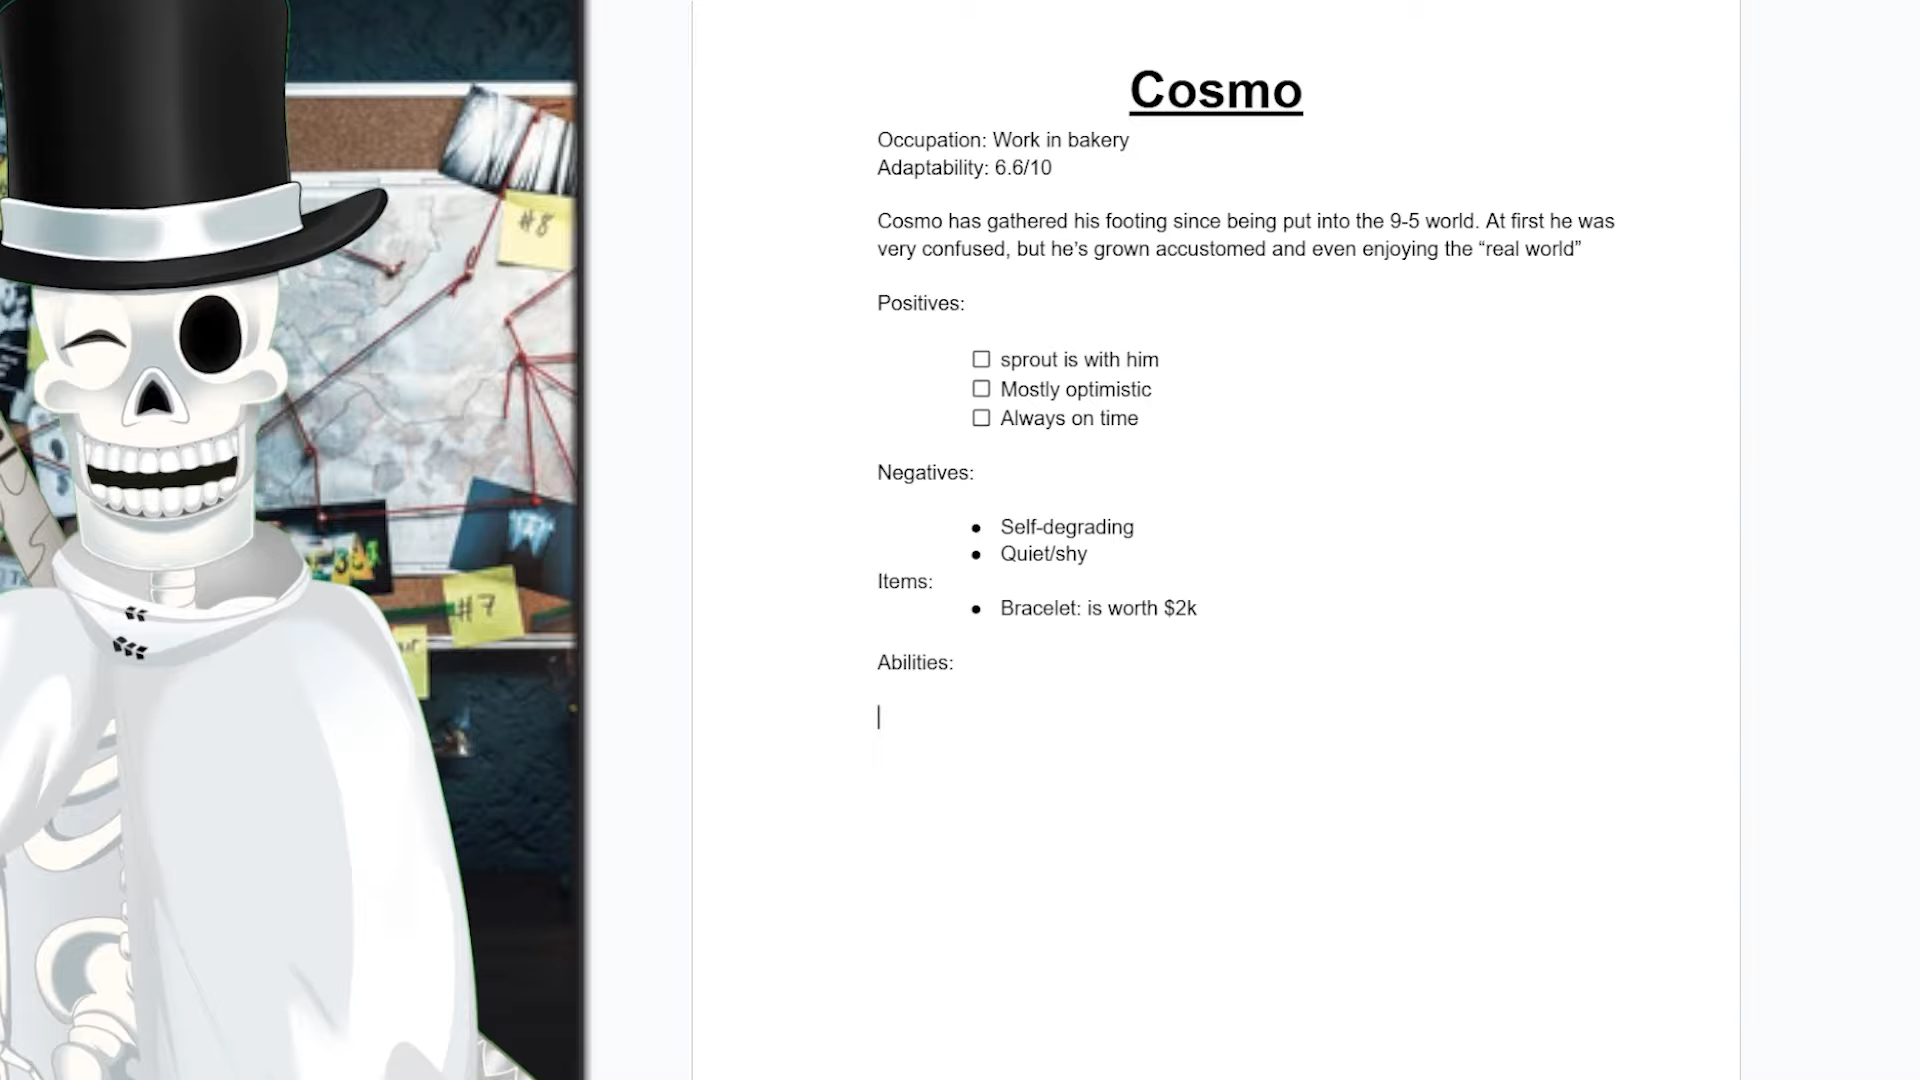 Cosmo
Occupation: Work in bakery
Adaptability: 6.6/10
Cosmo has gathered his footing since being put into the 9-5 world. At first he was
very confused, but he's grown accustomed and even enjoying the “real world”
Positives:
sprout is with him
Mostly optimistic
Always on time
Negatives:
Self-degrading
Quiet/shy
Items:
Bracelet: is worth $2k
Abilities:
#8
#7